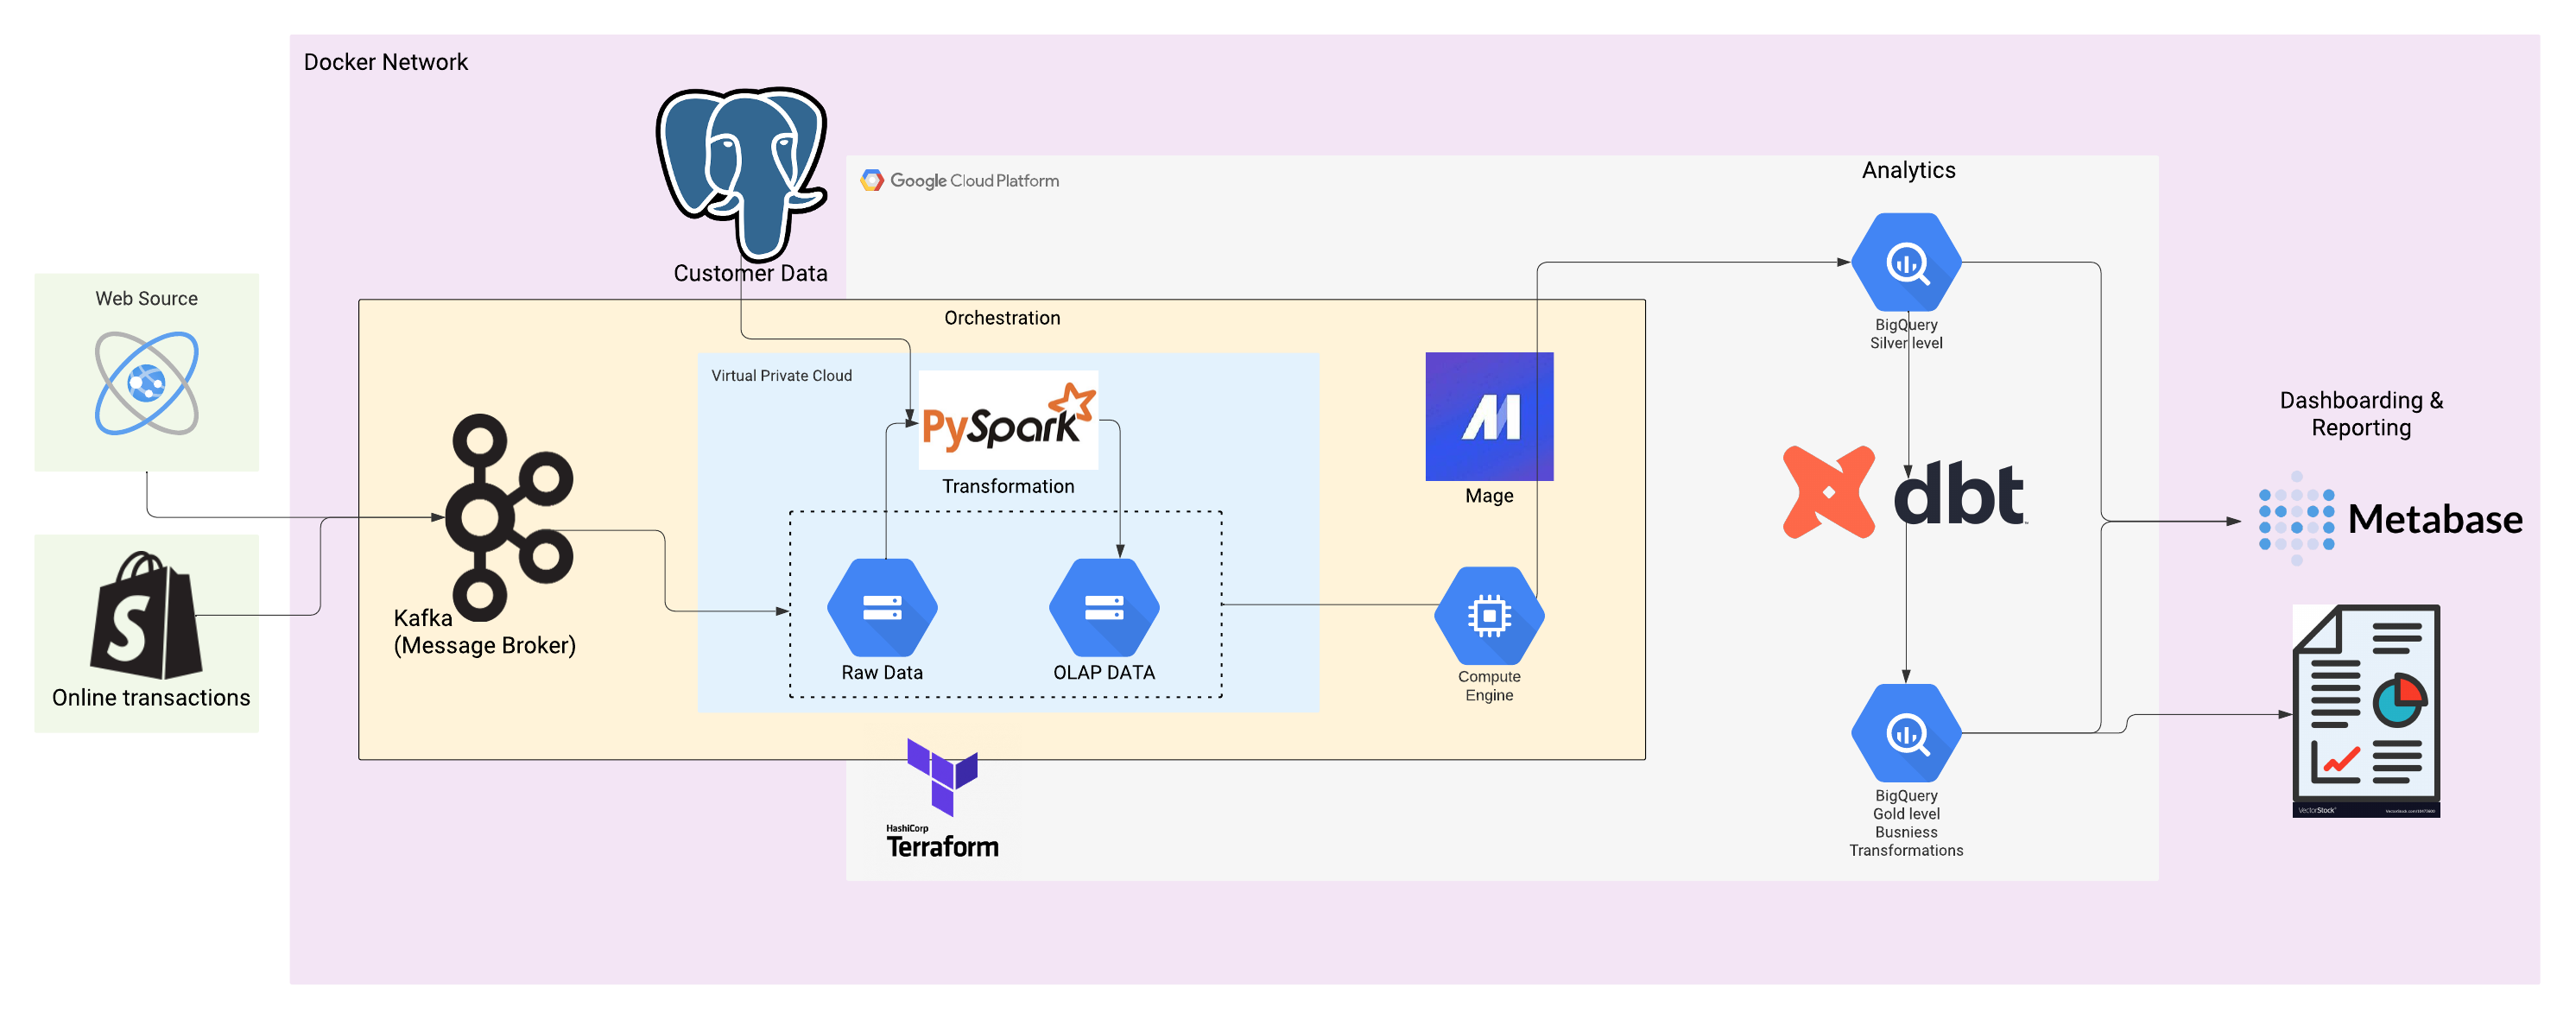 Docker Network
Customer Data
Google Cloud Platform
Analytics
Web Source
Orchestration
Virtual Private Cloud
PySpark
Transformation
Mage
BigQuery
Silver level
dbt
Dashboarding &
Reporting
Metabase
Kafka
(Message Broker)
Online transactions
Raw Data
OLAP DATA
Compute
Engine
HashiCorp
Terraform
BigQuery
Gold level
Busniess
Transformations
VectorStock